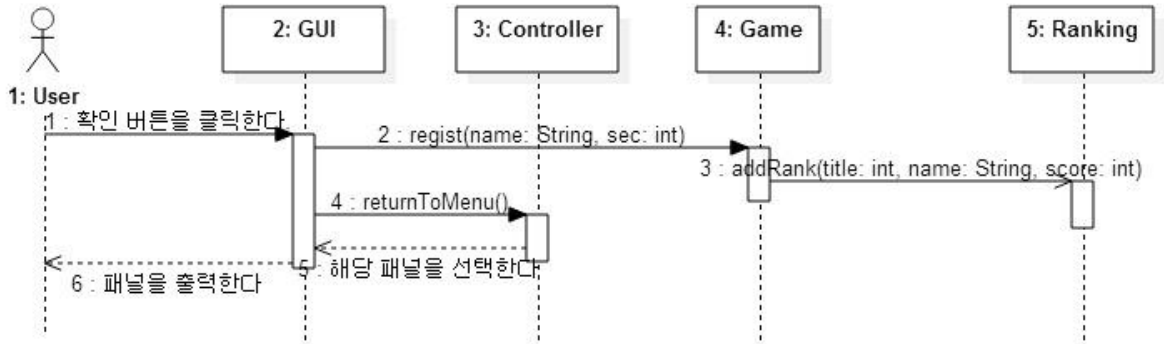 2: GUI
3: Controller
4: Game
5: Ranking
1: User
1 : 확인 버튼을 클릭한다.
2 : regist(name: String, sec: int)
3 : addRank(title: int, name: String, score: int)
4 : returnToMenu()
5 : 해당 패널을 선택한다
6 : 패널을 출력한다